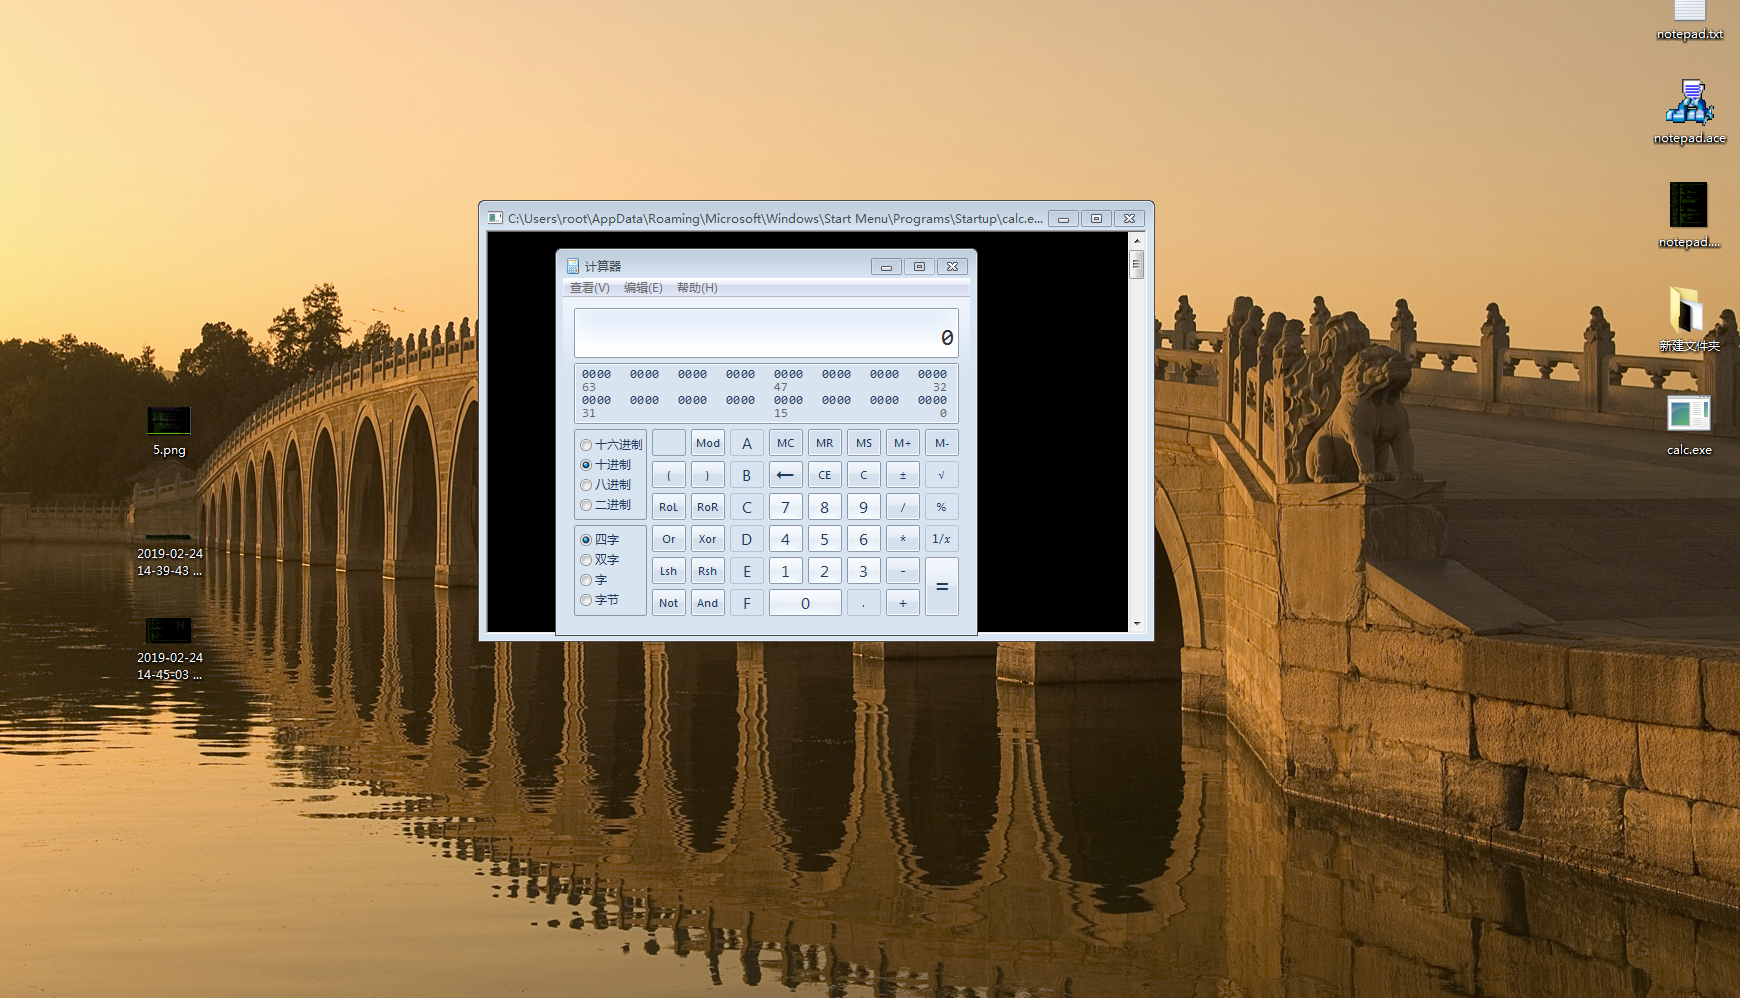 notepad.txt
notepad.ace
notepad....
新建文件夹
calc.exe
5.png
2019-02-24
14-39-43 ...
2019-02-24
14-45-03 ...
C:\Users\root\AppData\Roaming\Microsoft\Windows\Start Menu\Programs\Startup\calc.e...
计算器
查看(V) 编辑(E) 帮助(H)
0
0000 0000 0000 0000 0000 0000 0000 0000
63 47 32
0000 0000 0000 0000 0000 0000 0000 0000
31 15 0
十六进制
十进制
八进制
二进制
四字
双字
字
字节
Mod A MC MR MS M+ M-
( ) B ← CE C ± √
RoL RoR C 7 8 9 / %
Or Xor D 4 5 6 * 1/x
Lsh Rsh E 1 2 3 - =
Not And F 0 . +